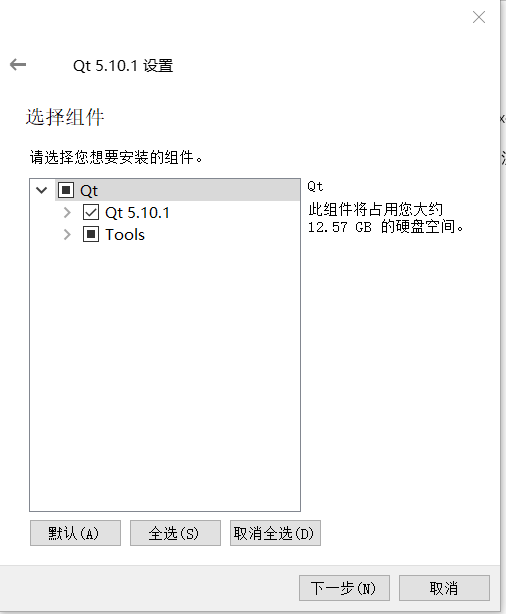 Qt 5.10.1 设置
选择组件
请选择您想要安装的组件。
Qt
Qt 5.10.1
Tools
Qt
此组件将占用您大约
12.57 GB 的硬盘空间。
默认(A)
全选(S)
取消全选(D)
下一步(N)
取消